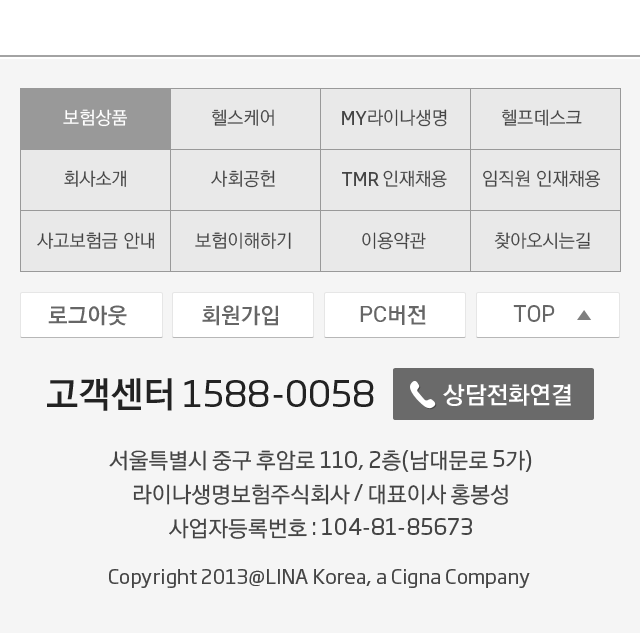 보험상품 헬스케어 MY라이나생명 헬프데스크
회사소개 사회공헌 TMR 인재채용 임직원 인재채용
사고보험금 안내 보험이해하기 이용약관 찾아오시는길
로그아웃 회원가입 PC버전 TOP ▲
고객센터 1588-0058 상담전화연결
서울특별시 중구 후암로 110, 2층(남대문로 5가)
라이나생명보험주식회사 / 대표이사 홍봉성
사업자등록번호 : 104-81-85673
Copyright 2013@LINA Korea, a Cigna Company